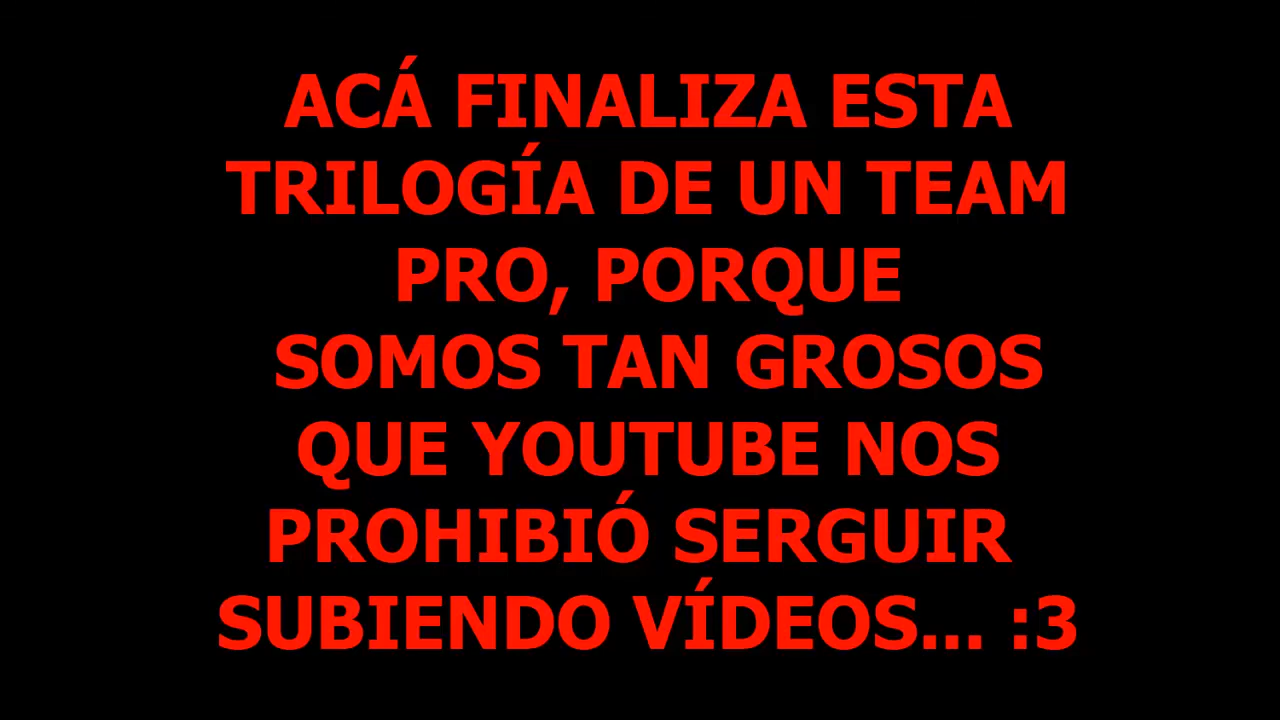 ACÁ FINALIZA ESTA
TRILOGÍA DE UN TEAM
PRO, PORQUE
SOMOS TAN GROSOS
QUE YOUTUBE NOS
PROHIBIÓ SERGUIR
SUBIENDO VÍDEOS... :3